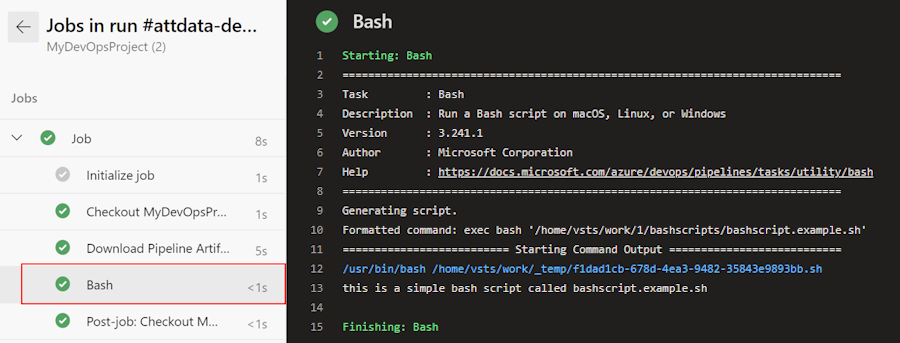 Jobs in run #attdata-de...
MyDevOpsProject (2)
Jobs
Job 8s
Initialize job 1s
Checkout MyDevOpsPr... 1s
Download Pipeline Artif... 5s
Bash <1s
Post-job: Checkout M... <1s
Bash
1 Starting: Bash
2 ==============================================================================
3 Task         : Bash
4 Description  : Run a Bash script on macOS, Linux, or Windows
5 Version      : 3.241.1
6 Author       : Microsoft Corporation
7 Help         : https://docs.microsoft.com/azure/devops/pipelines/tasks/utility/bash
8 ==============================================================================
9 Generating script.
10 Formatted command: exec bash '/home/vsts/work/1/bashscripts/bashscript.example.sh'
11 ========================== Starting Command Output ===========================
12 /usr/bin/bash /home/vsts/work/_temp/f1dad1cb-678d-4ea3-9482-35843e9893bb.sh
13 this is a simple bash script called bashscript.example.sh
14
15 Finishing: Bash